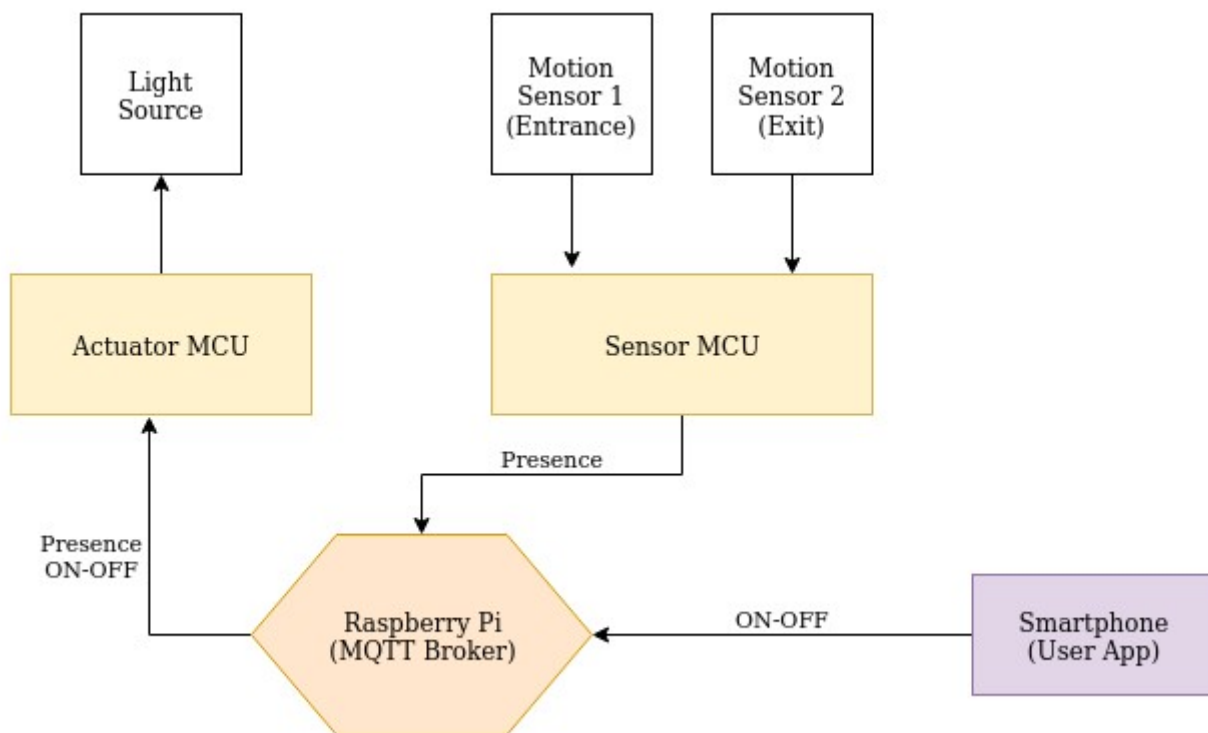 Light
Source
Motion
Sensor 1
(Entrance)
Motion
Sensor 2
(Exit)
Actuator MCU
Sensor MCU
Presence
Presence
ON-OFF
Raspberry Pi
(MQTT Broker)
ON-OFF
Smartphone
(User App)